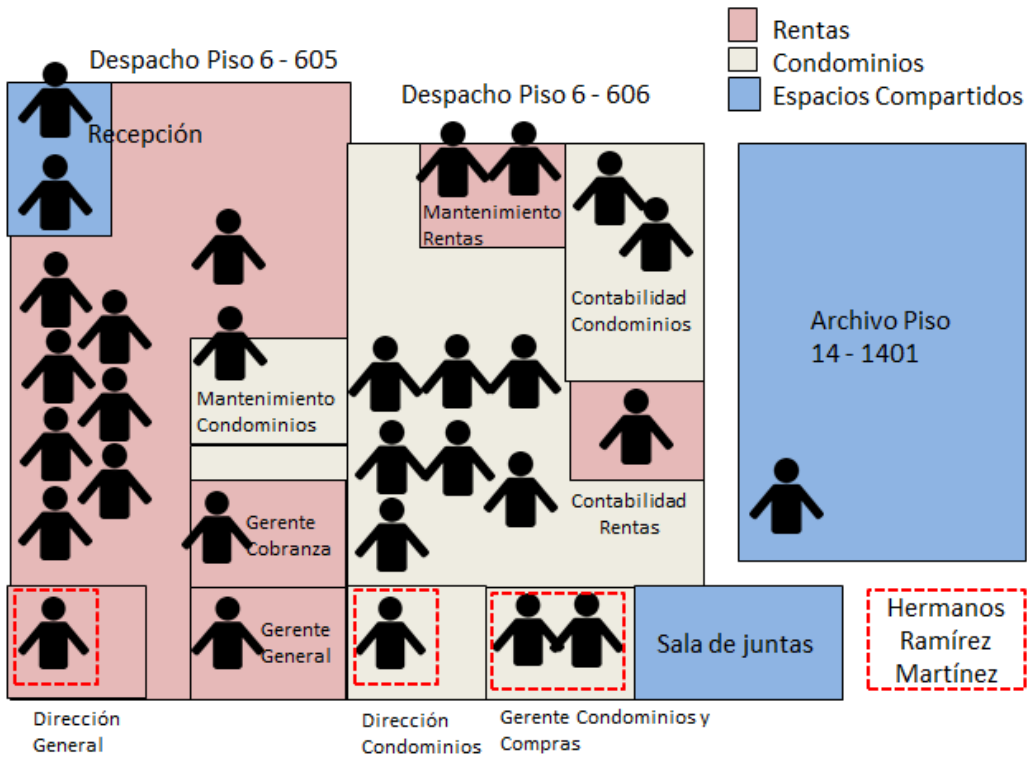 Rentas
Condominios
Espacios Compartidos
Despacho Piso 6 - 605
Despacho Piso 6 - 606
Recepción
Mantenimiento
Rentas
Contabilidad
Condominios
Archivo Piso
14 - 1401
Mantenimiento
Condominios
Contabilidad
Rentas
Gerente
Cobranza
Gerente
General
Sala de juntas
Hermanos
Ramírez
Martínez
Dirección
General
Dirección
Condominios
Gerente Condominios y
Compras